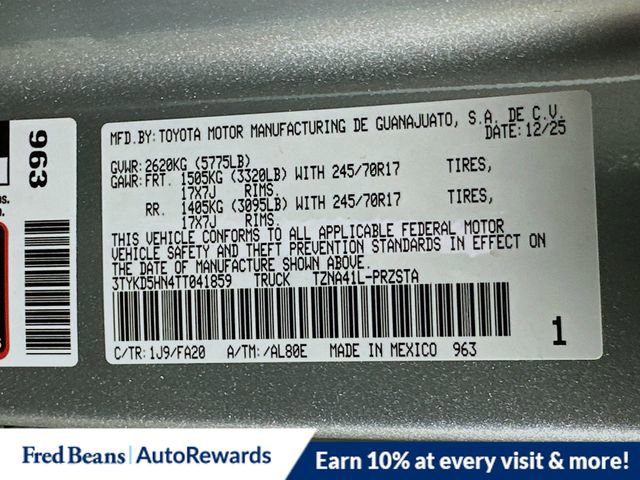 963
MFD.BY:TOYOTA MOTOR MANUFACTURING DE GUANAJUATO, S.A. DE C.V.
DATE: 12/25
GVWR:2620KG (5775LB)
GAWR:FRT. 1505KG (3320LB) WITH 245/70R17 TIRES,
17X7J RIMS.
RR. 1405KG (3095LB) WITH 245/70R17 TIRES,
17X7J RIMS.
THIS VEHICLE CONFORMS TO ALL APPLICABLE FEDERAL MOTOR
VEHICLE SAFETY AND THEFT PREVENTION STANDARDS IN EFFECT ON
THE DATE OF MANUFACTURE SHOWN ABOVE.
3TYKD5HN4TT041859 TRUCK TZNA41L-PRZSTA
1
C/TR:1J9/FA20 A/TM:/AL80E MADE IN MEXICO 963
Fred Beans | AutoRewards
Earn 10% at every visit & more!